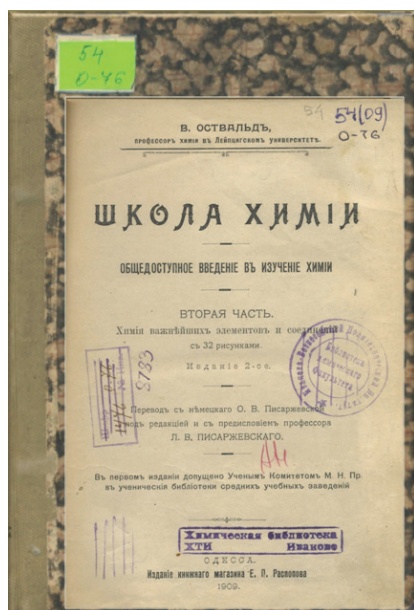 54
О-76
54
54(09)
О-76
В. ОСТВАЛЬДЪ,
ПРОФЕССОРЪ ХИМІИ ВЪ ЛЕЙПЦИГСКОМЪ УНИВЕРСИТЕТѢ.
ШКОЛА ХИМІИ
ОБЩЕДОСТУПНОЕ ВВЕДЕНІЕ ВЪ ИЗУЧЕНІЕ ХИМІИ
ВТОРАЯ ЧАСТЬ.
Химія важнѣйшихъ элементовъ и соединеній
съ 32 рисунками.
Изданіе 2-ое.
8783
Библиотека
Переводъ съ нѣмецкаго О. В. Писаржевской
подъ редакціей и съ предисловіемъ профессора
Л. В. ПИСАРЖЕВСКАГО.
Въ первомъ изданіи допущено Ученымъ Комитетомъ М. Н. Пр.
въ ученическія библіотеки среднихъ учебныхъ заведеній
Химическая библиотека
ХТИ Иваново
ОДЕССА.
Изданіе книжнаго магазина Е. П. Распопова
1909.